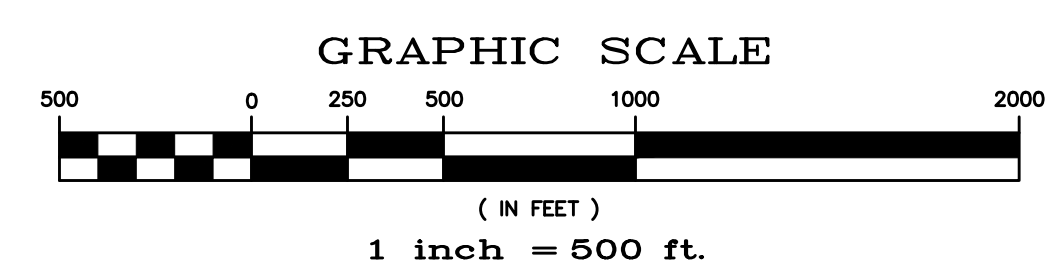 GRAPHIC SCALE
500 0 250 500 1000 2000
( IN FEET )
1 inch = 500 ft.